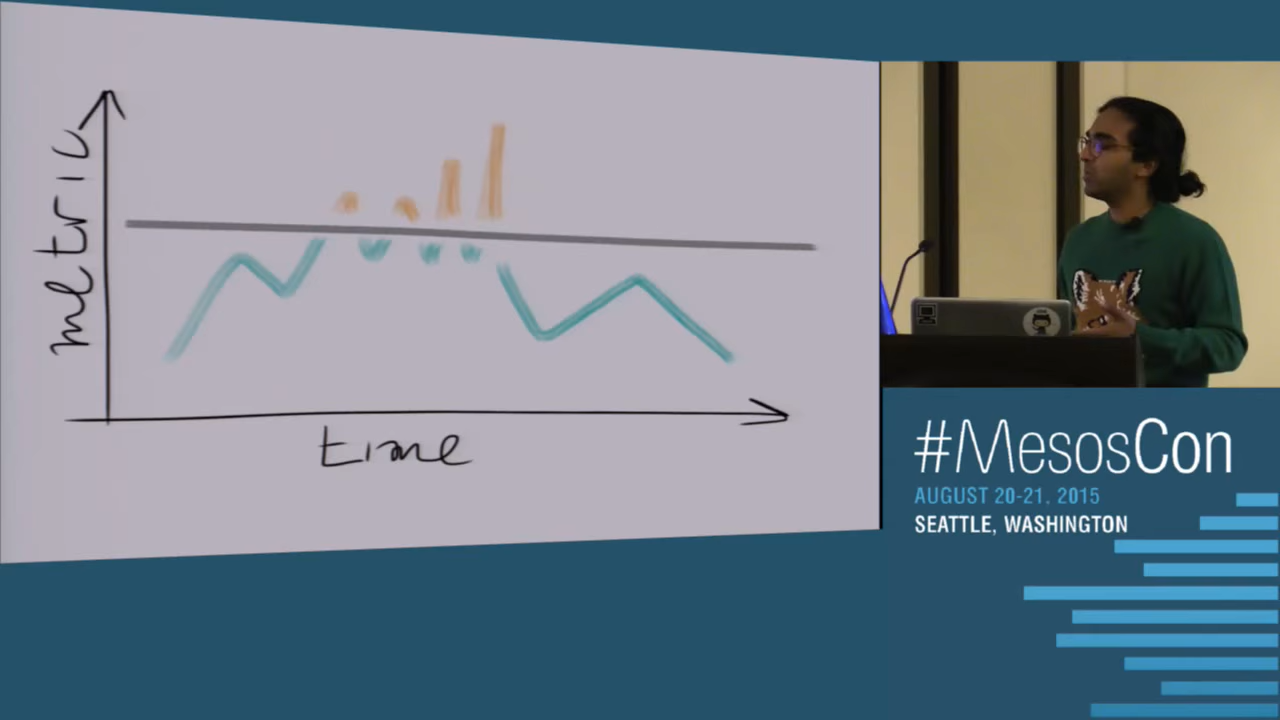 metric
time
#MesosCon
AUGUST 20-21, 2015
SEATTLE, WASHINGTON